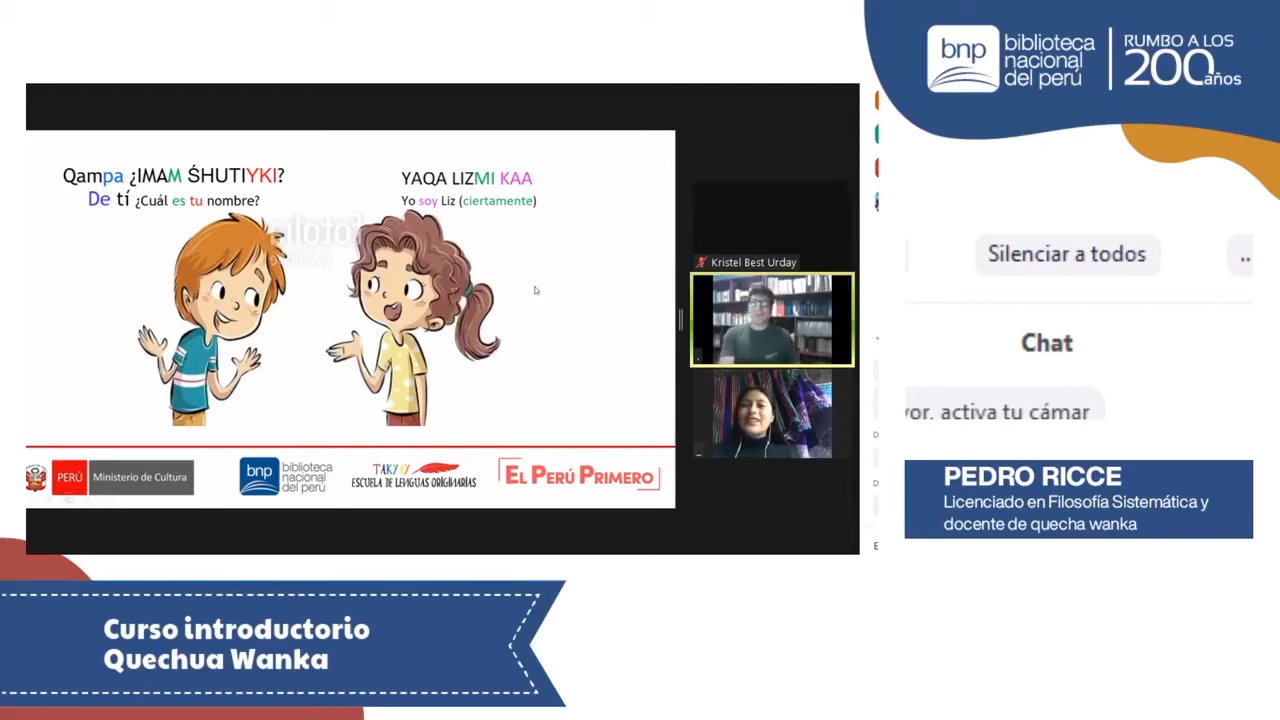 bnp
biblioteca
nacional
del perú
RUMBO A LOS
200 años
Qampa ¿IMAM ŚHUTIYKI?
De tí ¿Cuál es tu nombre?
YAQA LIZMI KAA
Yo soy Liz (ciertamente)
Kristel Best Urday
Silenciar a todos
..
Chat
vor, activa tu cámar
PERÚ
Ministerio de Cultura
bnp
biblioteca
nacional
del perú
TAKYAY
ESCUELA DE LENGUAS ORIGINARIAS
EL PERÚ PRIMERO
PEDRO RICCE
Licenciado en Filosofía Sistemática y
docente de quecha wanka
Curso introductorio
Quechua Wanka